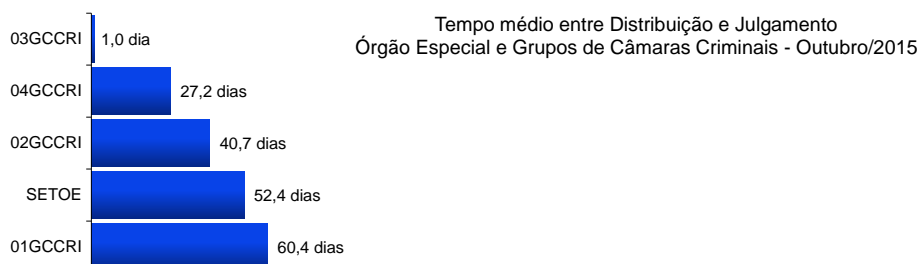 Tempo médio entre Distribuição e Julgamento
Órgão Especial e Grupos de Câmaras Criminais - Outubro/2015
03GCCRI 1,0 dia
04GCCRI 27,2 dias
02GCCRI 40,7 dias
SETOE 52,4 dias
01GCCRI 60,4 dias